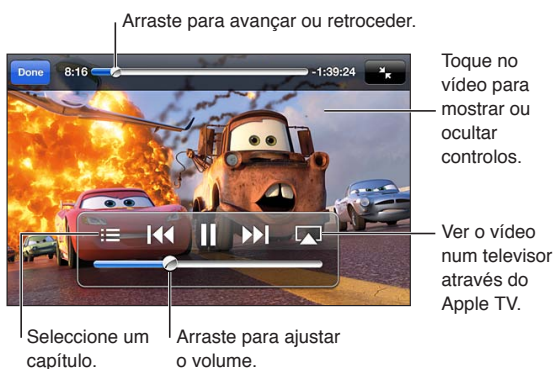 Arraste para avançar ou retroceder.
Done
8:16
-1:39:24
Toque no
vídeo para
mostrar ou
ocultar
controlos.
Ver o vídeo
num televisor
através do
Apple TV.
Seleccione um
capítulo.
Arraste para ajustar
o volume.